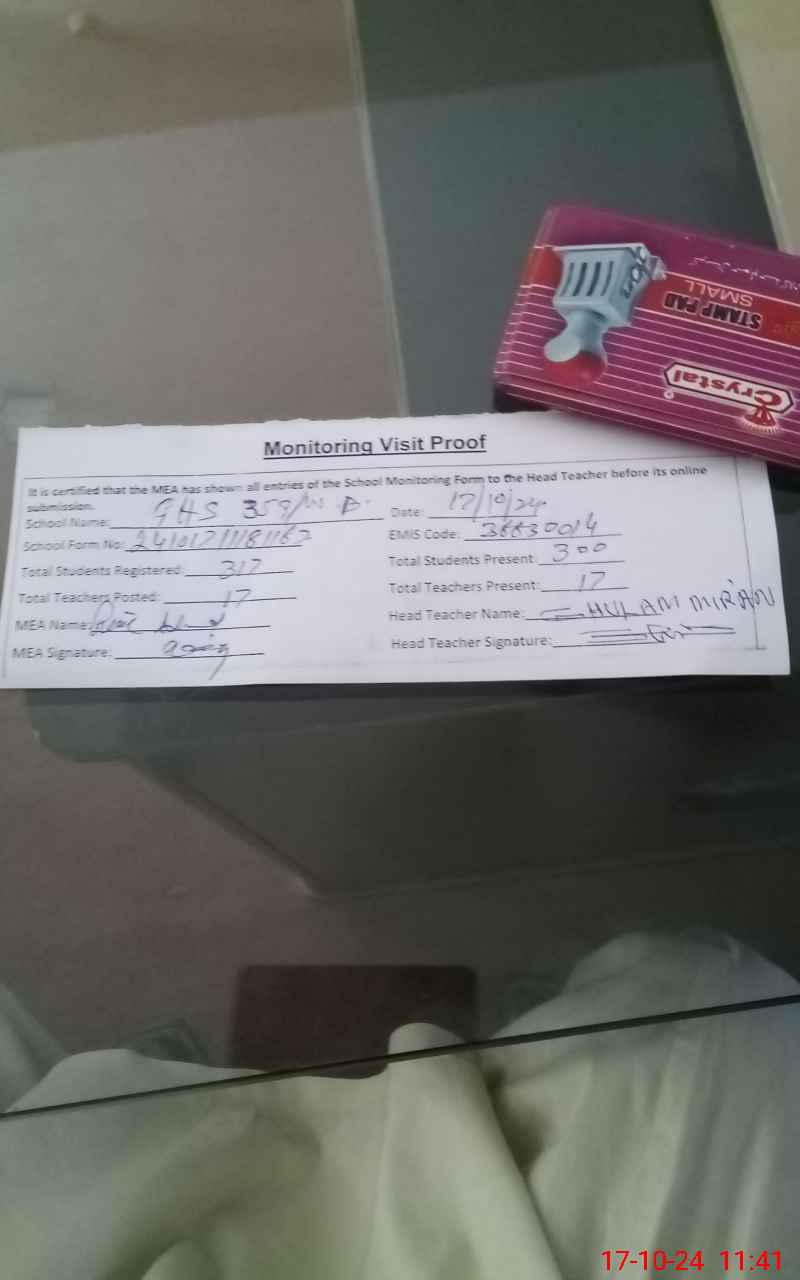 STAMP PAD
SMALL
Crystal
Monitoring Visit Proof
It is certified that the MEA has shown all entries of the School Monitoring Form to the Head Teacher before its online
submission.
School Name: GHS 359/W B. Date: 17/10/24
School Form No: EMIS Code:
Total Students Registered: 317 Total Students Present: 300
Total Teachers Posted: 17 Total Teachers Present: 17
MEA Name: Head Teacher Name: GHULAM MIRAN
MEA Signature: Head Teacher Signature:
17-10-24 11:41